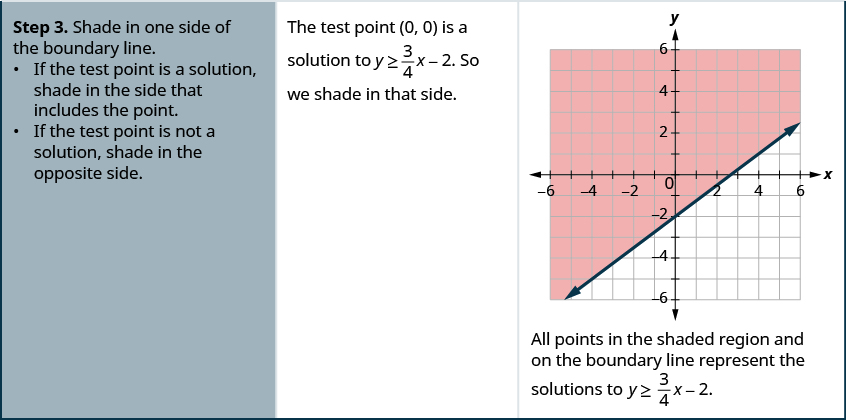 Step 3. Shade in one side of
the boundary line.
• If the test point is a solution,
shade in the side that
includes the point.
• If the test point is not a
solution, shade in the
opposite side.
The test point (0, 0) is a
solution to y ≥ 3/4 x – 2. So
we shade in that side.
y
6
4
2
0
–6 –4 –2 2 4 6 x
–2
–4
–6
All points in the shaded region and
on the boundary line represent the
solutions to y ≥ 3/4 x – 2.